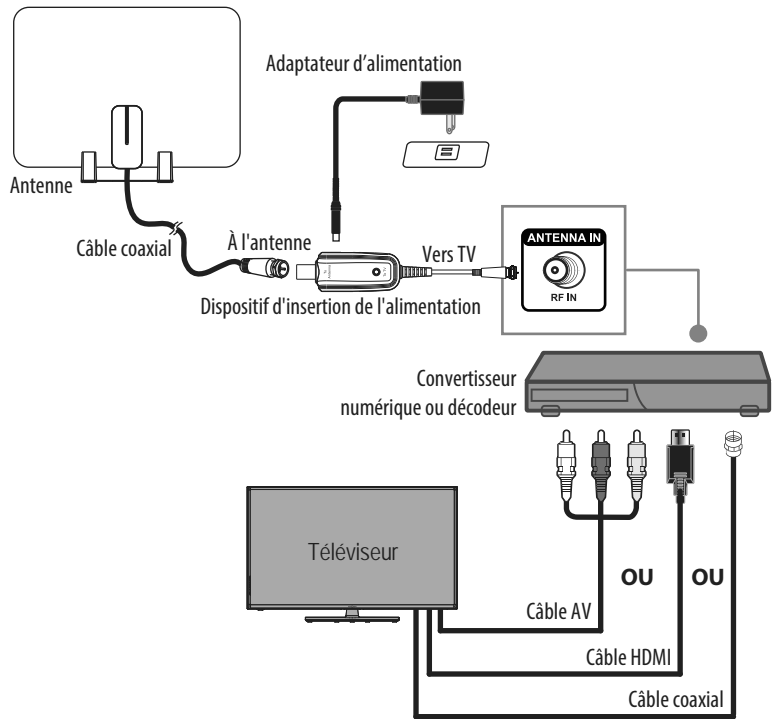 Adaptateur d'alimentation
Antenne
Câble coaxial
À l'antenne
Vers TV
ANTENNA IN
RF IN
Dispositif d'insertion de l'alimentation
Convertisseur
numérique ou décodeur
Téléviseur
OU
OU
Câble AV
Câble HDMI
Câble coaxial